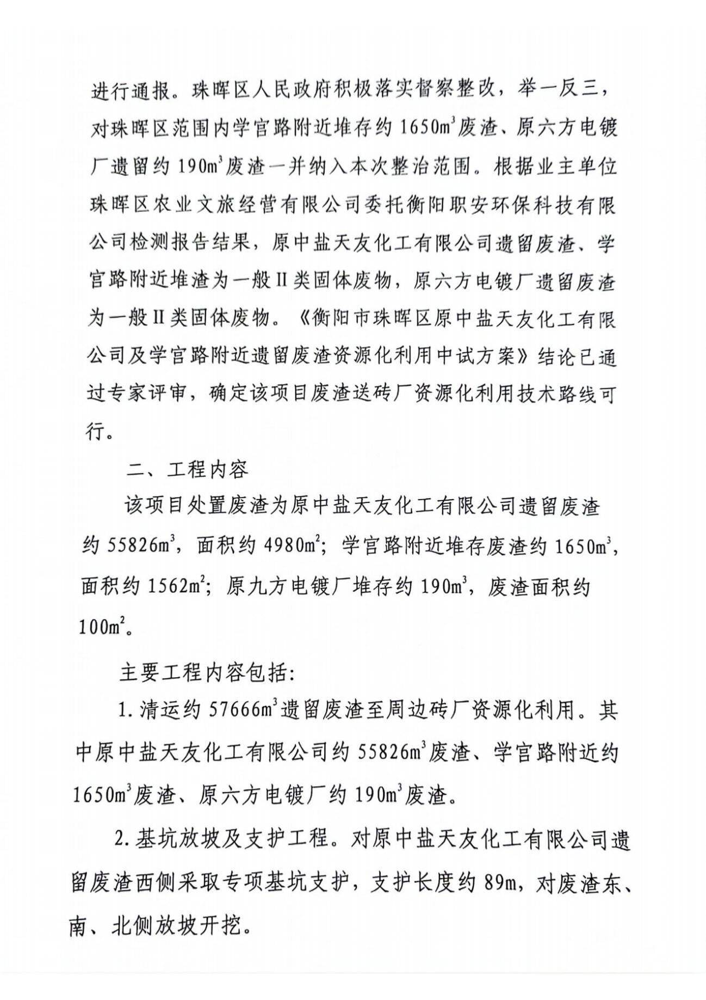 进行通报。珠晖区人民政府积极落实督察整改，举一反三，
对珠晖区范围内学官路附近堆存约 1650m³废渣、原六方电镀
厂遗留约 190m³废渣一并纳入本次整治范围。根据业主单位
珠晖区农业文旅经营有限公司委托衡阳职安环保科技有限
公司检测报告结果，原中盐天友化工有限公司遗留废渣、学
官路附近堆渣为一般Ⅱ类固体废物，原六方电镀厂遗留废渣
为一般Ⅱ类固体废物。《衡阳市珠晖区原中盐天友化工有限
公司及学官路附近遗留废渣资源化利用中试方案》结论已通
过专家评审，确定该项目废渣送砖厂资源化利用技术路线可
行。
二、工程内容
该项目处置废渣为原中盐天友化工有限公司遗留废渣
约 55826m³，面积约 4980m²；学官路附近堆存废渣约 1650m³，
面积约 1562m²；原九方电镀厂堆存约 190m³，废渣面积约
100m²。
主要工程内容包括：
1.清运约 57666m³遗留废渣至周边砖厂资源化利用。其
中原中盐天友化工有限公司约 55826m³废渣、学官路附近约
1650m³废渣、原六方电镀厂约 190m³废渣。
2.基坑放坡及支护工程。对原中盐天友化工有限公司遗
留废渣西侧采取专项基坑支护，支护长度约 89m，对废渣东、
南、北侧放坡开挖。